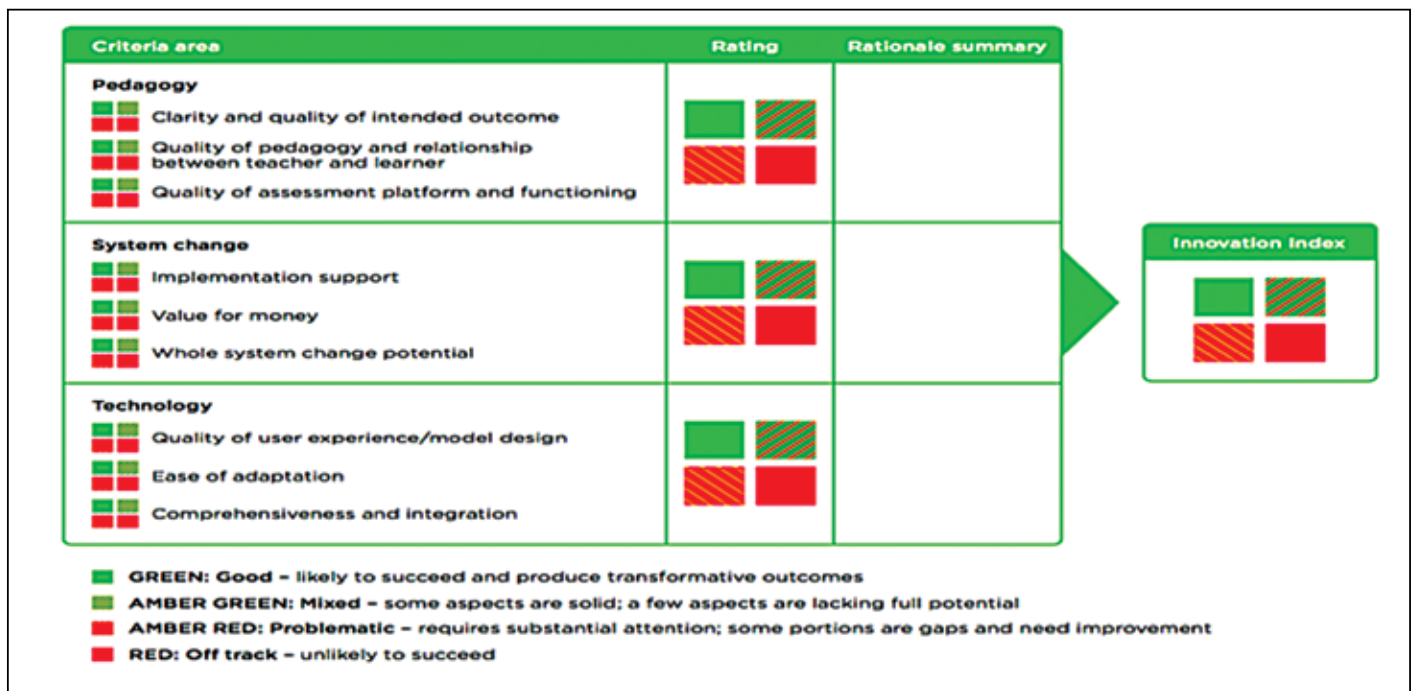 Criteria area
Rating
Rationale summary
Pedagogy
Clarity and quality of intended outcome
Quality of pedagogy and relationship
between teacher and learner
Quality of assessment platform and functioning
System change
Implementation support
Value for money
Whole system change potential
Technology
Quality of user experience/model design
Ease of adaptation
Comprehensiveness and integration
Innovation Index
GREEN: Good – likely to succeed and produce transformative outcomes
AMBER GREEN: Mixed – some aspects are solid; a few aspects are lacking full potential
AMBER RED: Problematic – requires substantial attention; some portions are gaps and need improvement
RED: Off track – unlikely to succeed